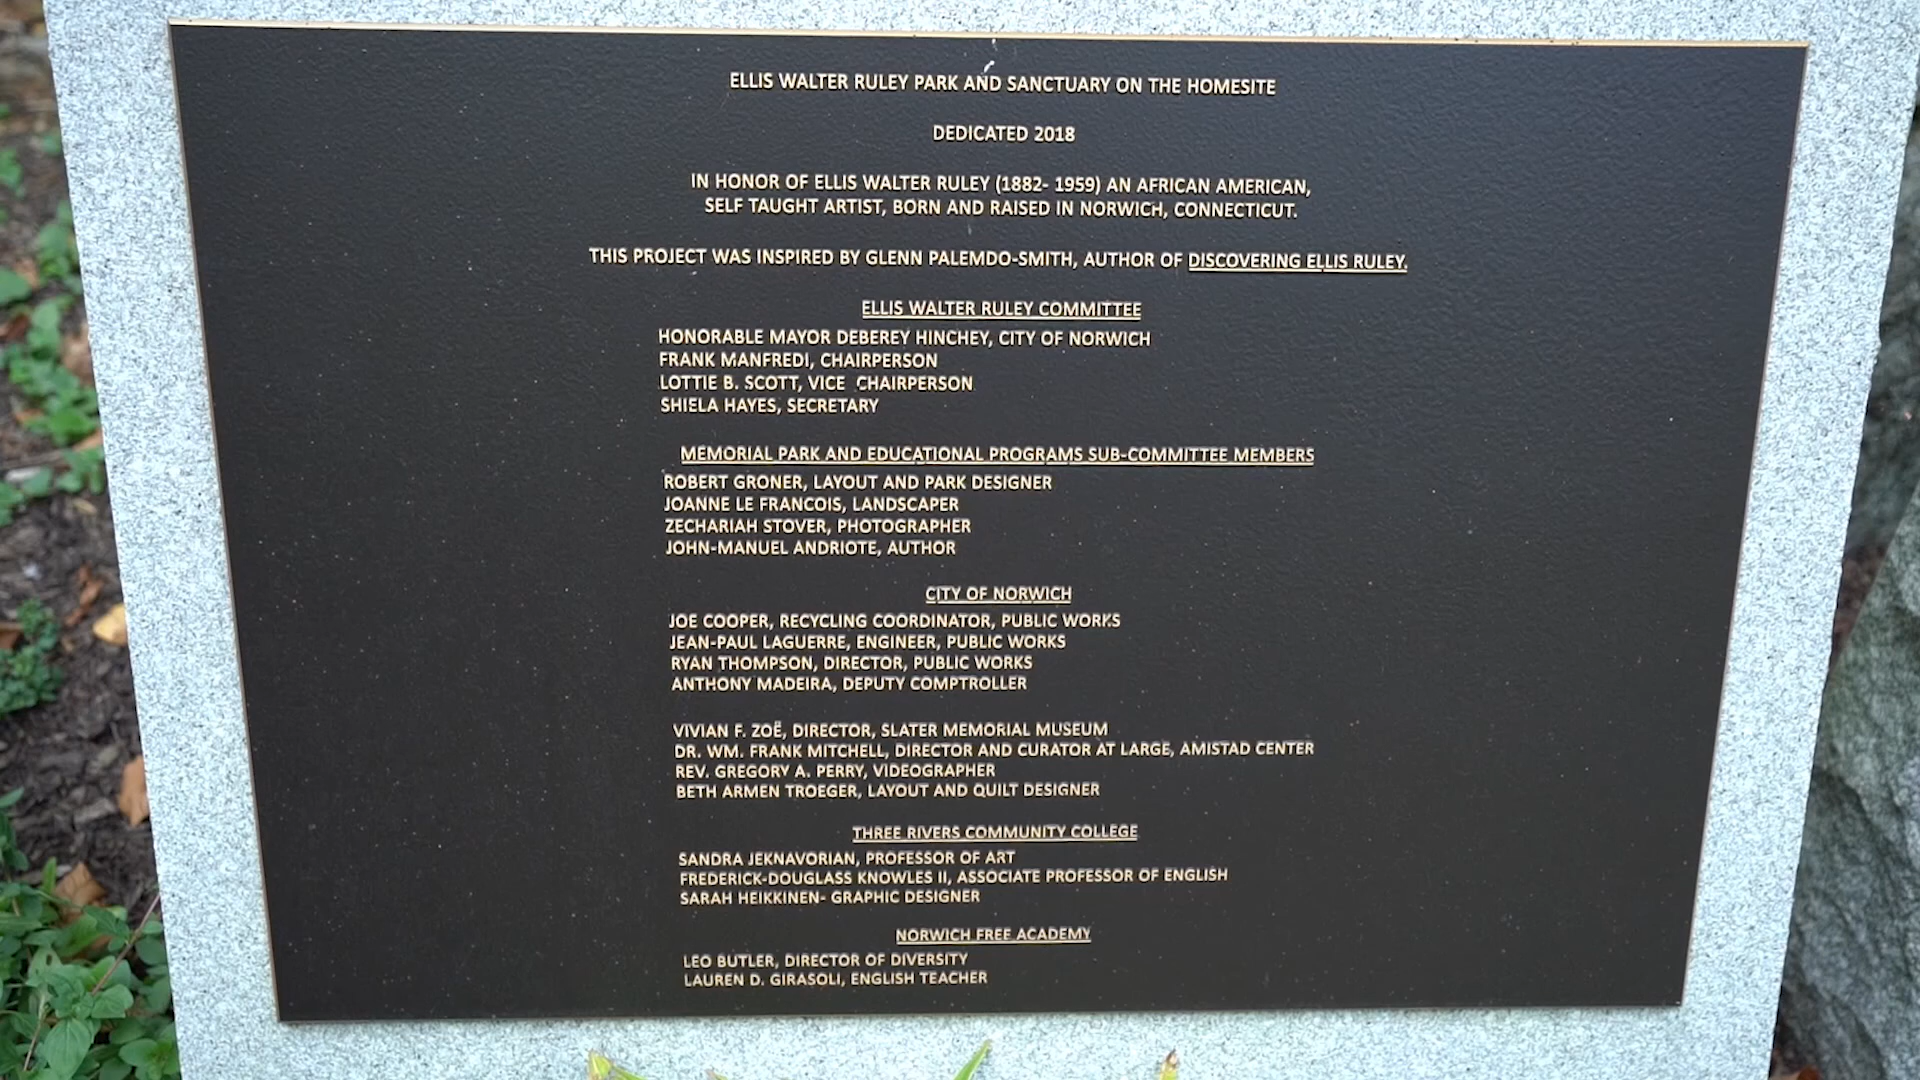 ELLIS WALTER RULEY PARK AND SANCTUARY ON THE HOMESITE
DEDICATED 2018
IN HONOR OF ELLIS WALTER RULEY (1882- 1959) AN AFRICAN AMERICAN,
SELF TAUGHT ARTIST, BORN AND RAISED IN NORWICH, CONNECTICUT.
THIS PROJECT WAS INSPIRED BY GLENN PALEMDO-SMITH, AUTHOR OF DISCOVERING ELLIS RULEY.
ELLIS WALTER RULEY COMMITTEE
HONORABLE MAYOR DEBEREY HINCHEY, CITY OF NORWICH
FRANK MANFREDI, CHAIRPERSON
LOTTIE B. SCOTT, VICE CHAIRPERSON
SHIELA HAYES, SECRETARY
MEMORIAL PARK AND EDUCATIONAL PROGRAMS SUB-COMMITTEE MEMBERS
ROBERT GRONER, LAYOUT AND PARK DESIGNER
JOANNE LE FRANCOIS, LANDSCAPER
ZECHARIAH STOVER, PHOTOGRAPHER
JOHN-MANUEL ANDRIOTE, AUTHOR
CITY OF NORWICH
JOE COOPER, RECYCLING COORDINATOR, PUBLIC WORKS
JEAN-PAUL LAGUERRE, ENGINEER, PUBLIC WORKS
RYAN THOMPSON, DIRECTOR, PUBLIC WORKS
ANTHONY MADEIRA, DEPUTY COMPTROLLER
VIVIAN F. ZOË, DIRECTOR, SLATER MEMORIAL MUSEUM
DR. WM. FRANK MITCHELL, DIRECTOR AND CURATOR AT LARGE, AMISTAD CENTER
REV. GREGORY A. PERRY, VIDEOGRAPHER
BETH ARMEN TROEGER, LAYOUT AND QUILT DESIGNER
THREE RIVERS COMMUNITY COLLEGE
SANDRA JEKNAVORIAN, PROFESSOR OF ART
FREDERICK-DOUGLASS KNOWLES II, ASSOCIATE PROFESSOR OF ENGLISH
SARAH HEIKKINEN- GRAPHIC DESIGNER
NORWICH FREE ACADEMY
LEO BUTLER, DIRECTOR OF DIVERSITY
LAUREN D. GIRASOLI, ENGLISH TEACHER